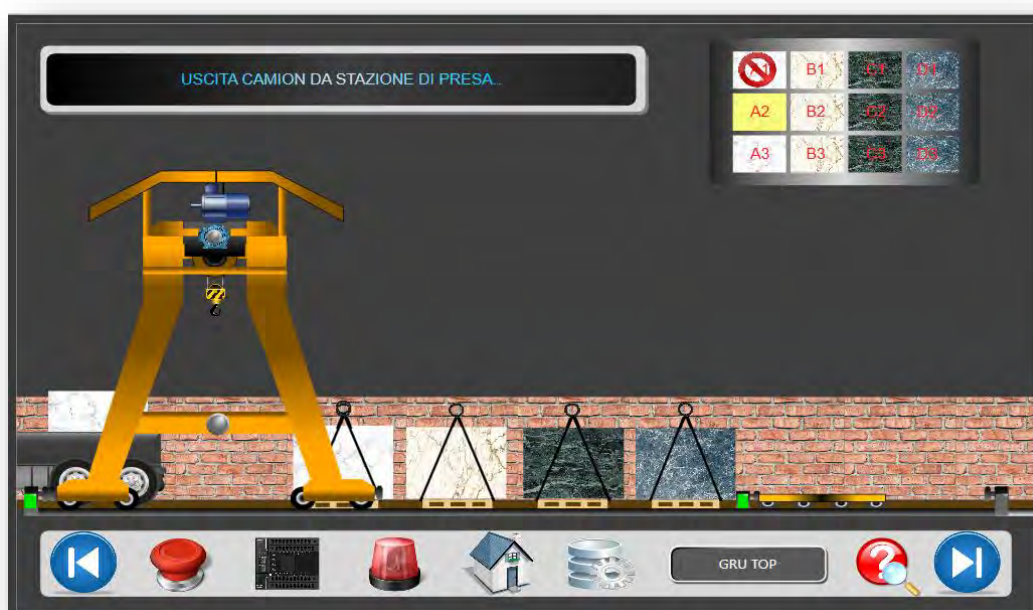 USCITA CAMION DA STAZIONE DI PRESA..
B1 C1 D1
A2 B2 C2 D2
A3 B3 C3 D3
GRU TOP